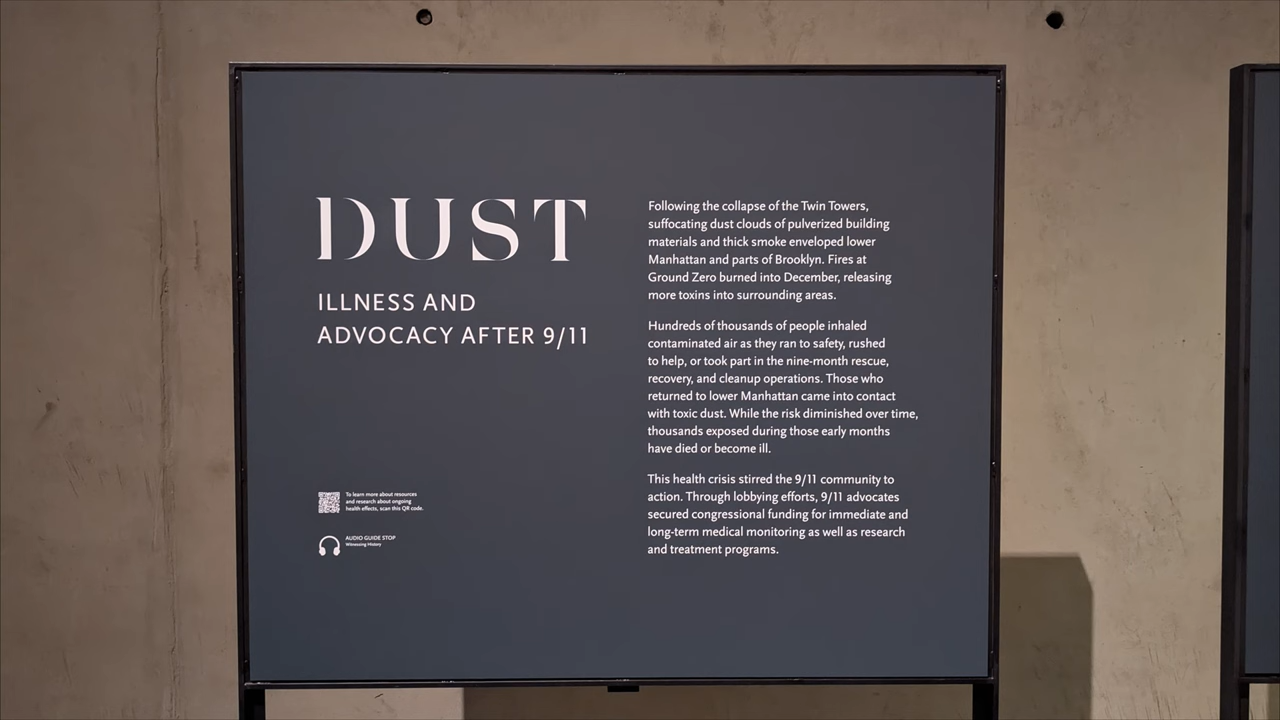 DUST
ILLNESS AND
ADVOCACY AFTER 9/11
To learn more about resources
and research about ongoing
health effects, scan this QR code.
AUDIO GUIDE STOP
Witnessing History
Following the collapse of the Twin Towers,
suffocating dust clouds of pulverized building
materials and thick smoke enveloped lower
Manhattan and parts of Brooklyn. Fires at
Ground Zero burned into December, releasing
more toxins into surrounding areas.
Hundreds of thousands of people inhaled
contaminated air as they ran to safety, rushed
to help, or took part in the nine-month rescue,
recovery, and cleanup operations. Those who
returned to lower Manhattan came into contact
with toxic dust. While the risk diminished over time,
thousands exposed during those early months
have died or become ill.
This health crisis stirred the 9/11 community to
action. Through lobbying efforts, 9/11 advocates
secured congressional funding for immediate and
long-term medical monitoring as well as research
and treatment programs.